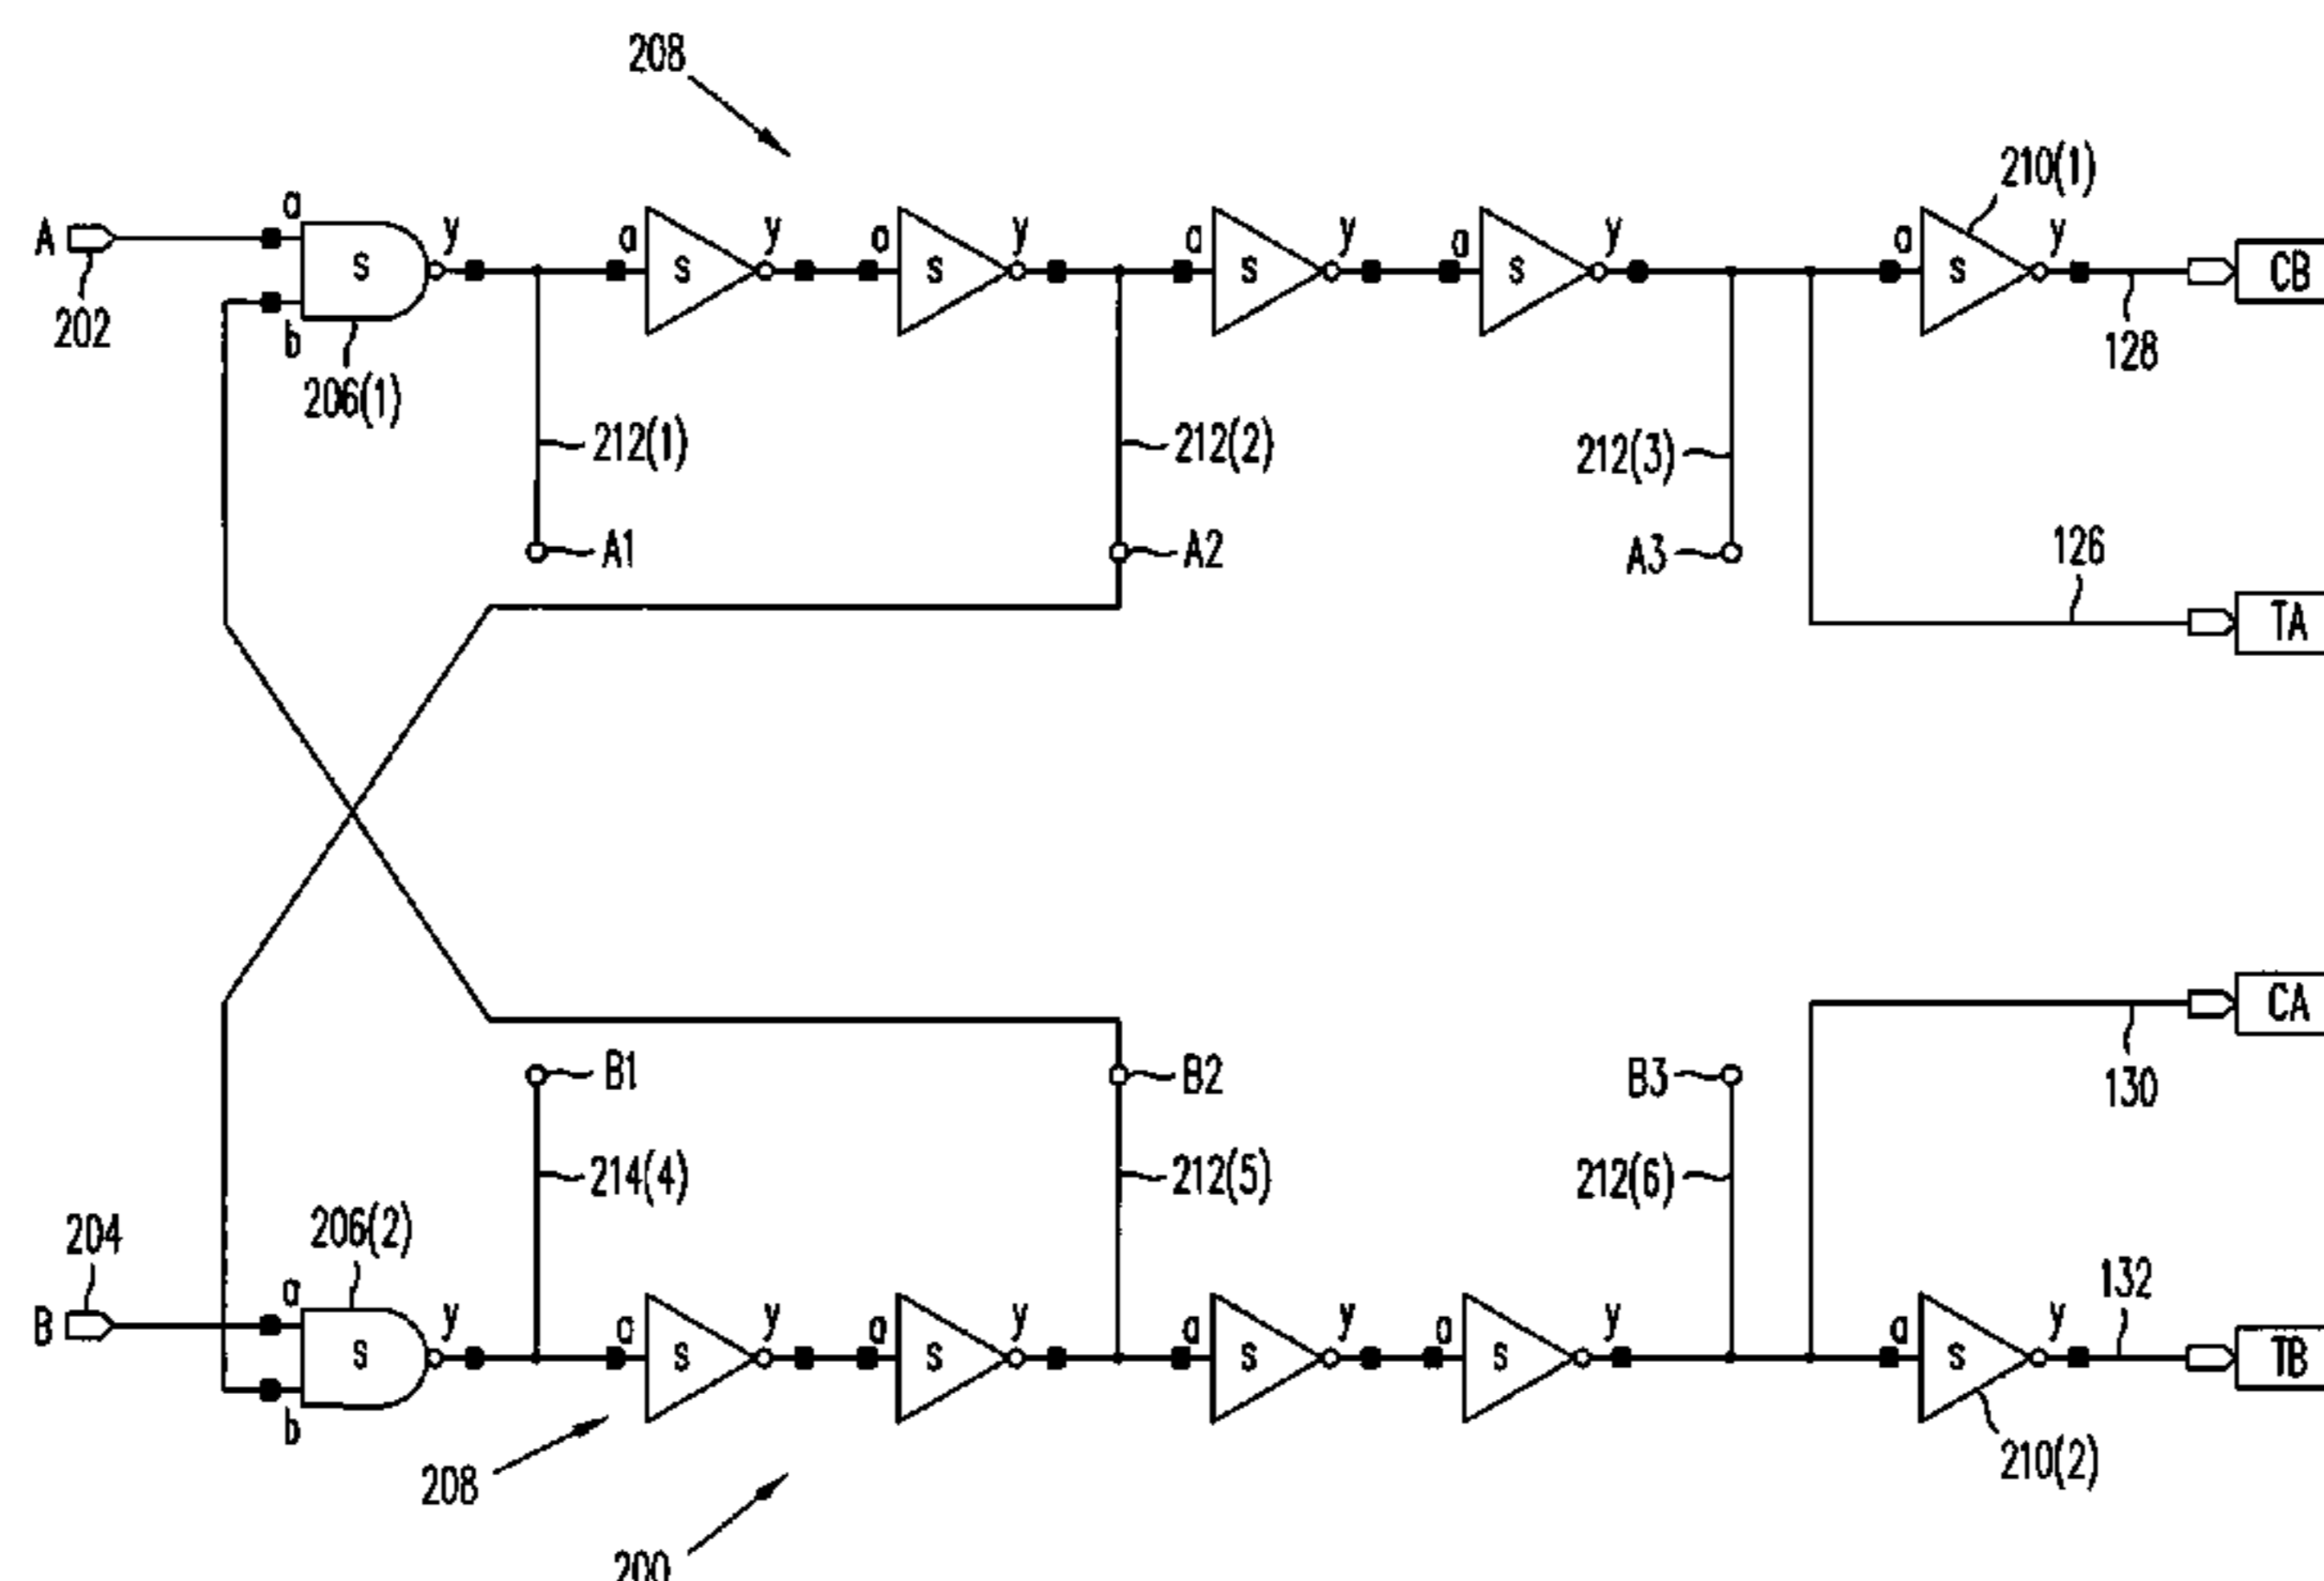 208
210(1)
a y a y a y a y a y a y
A S S S S S S CB
202
b
206(1)
128
212(1) 212(2) 212(3)
A1 A2 A3
126
TA
CA
B1 B2 B3
130
214(4) 212(5) 212(6)
204 206(2)
132
a y a y a y a y a y a y
B S S S S S S TB
b
208
210(2)
200